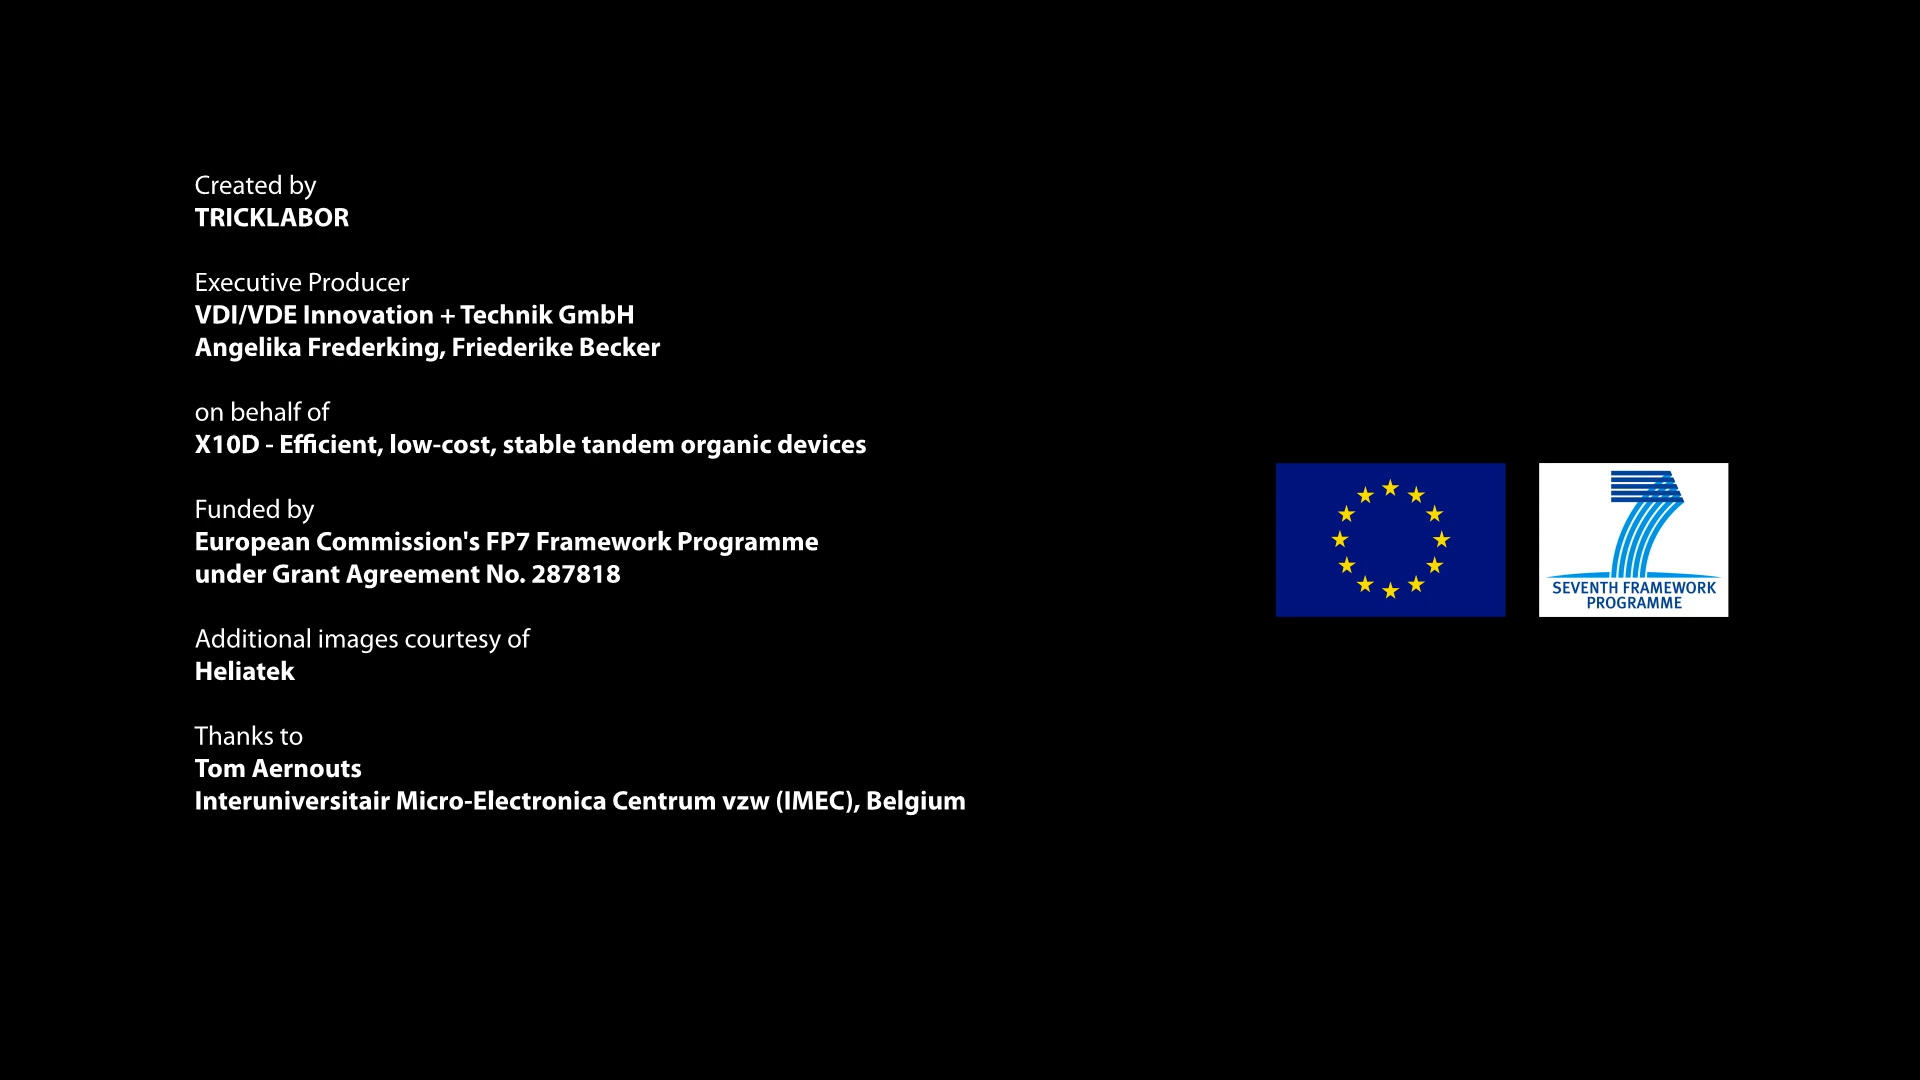 Created by
TRICKLABOR
Executive Producer
VDI/VDE Innovation + Technik GmbH
Angelika Frederking, Friederike Becker
on behalf of
X10D - Efficient, low-cost, stable tandem organic devices
Funded by
European Commission's FP7 Framework Programme
under Grant Agreement No. 287818
Additional images courtesy of
Heliatek
Thanks to
Tom Aernouts
Interuniversitair Micro-Electronica Centrum vzw (IMEC), Belgium
SEVENTH FRAMEWORK
PROGRAMME